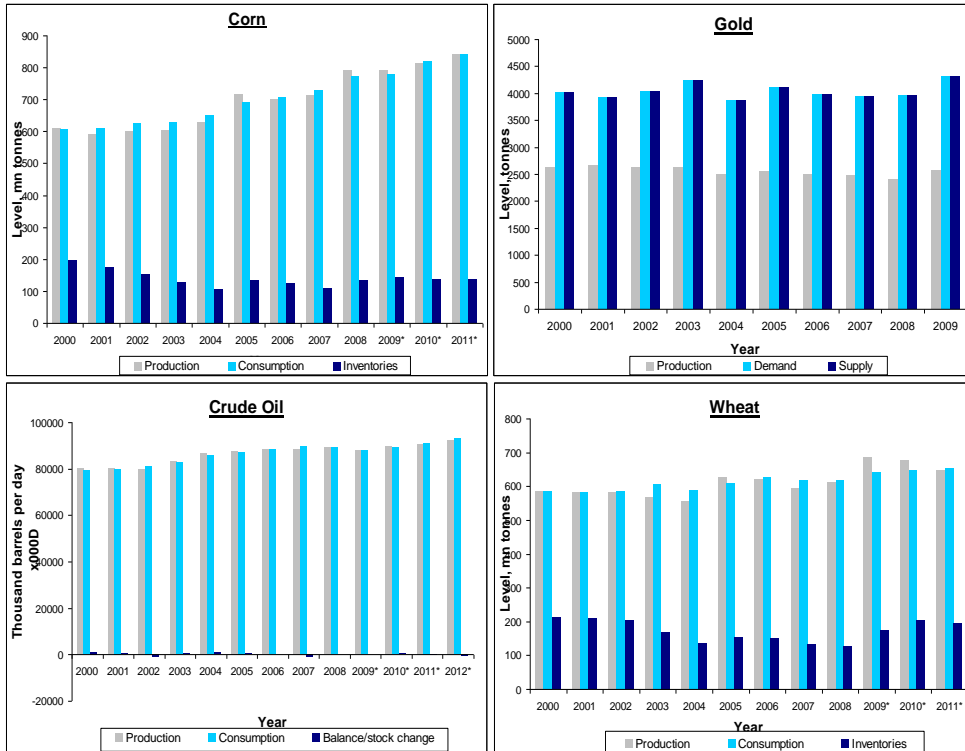 Corn
Level, mn tonnes
900
800
700
600
500
400
300
200
100
0
2000 2001 2002 2003 2004 2005 2006 2007 2008 2009* 2010* 2011*
Production Consumption Inventories
Gold
Level, tonnes
5000
4500
4000
3500
3000
2500
2000
1500
1000
500
0
2000 2001 2002 2003 2004 2005 2006 2007 2008 2009
Year
Production Demand Supply
Crude Oil
Thousand barrels per day
x000D
100000
80000
60000
40000
20000
0
-20000
2000 2001 2002 2003 2004 2005 2006 2007 2008 2009* 2010* 2011* 2012*
Year
Production Consumption Balance/stock change
Wheat
Level, mn tonnes
800
700
600
500
400
300
200
100
0
2000 2001 2002 2003 2004 2005 2006 2007 2008 2009* 2010* 2011*
Year
Production Consumption Inventories